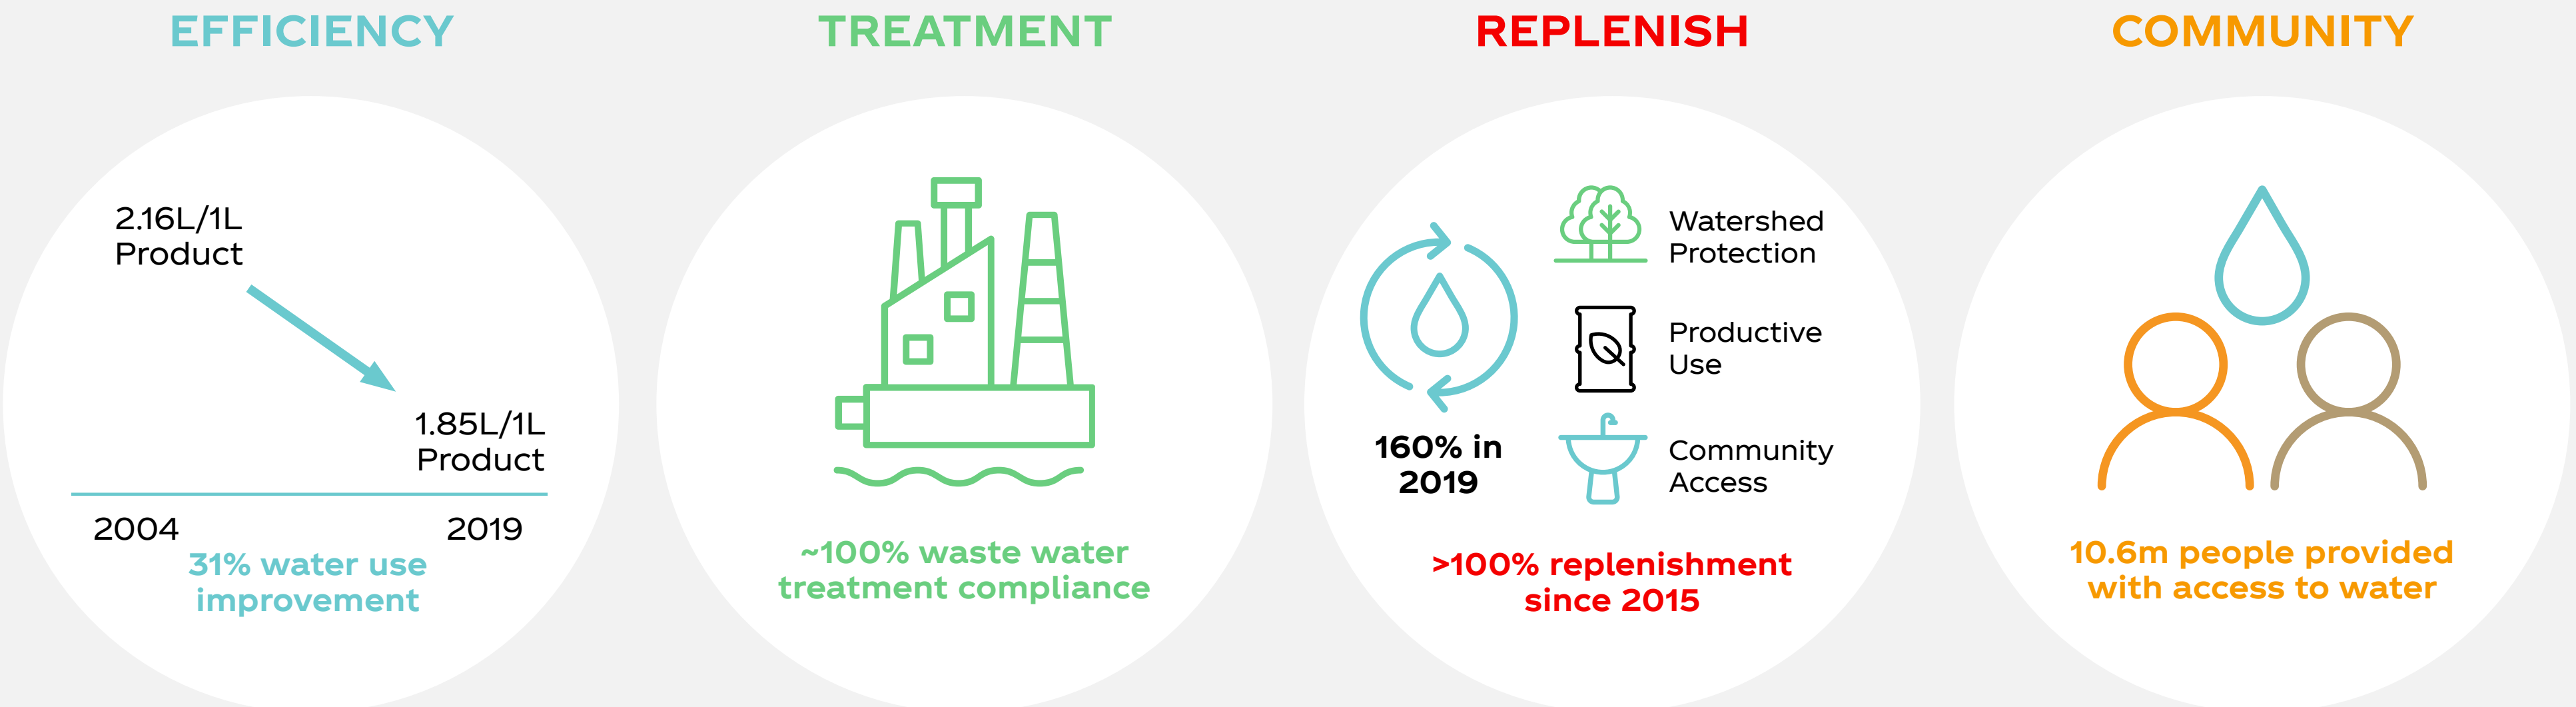 EFFICIENCY
2.16L/1L
Product
1.85L/1L
Product
2004
2019
31% water use
improvement
TREATMENT
~100% waste water
treatment compliance
REPLENISH
160% in
2019
Watershed
Protection
Productive
Use
Community
Access
>100% replenishment
since 2015
COMMUNITY
10.6m people provided
with access to water